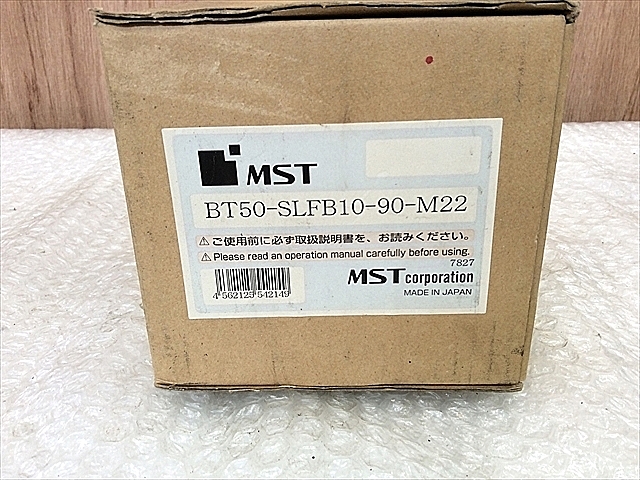 MST
BT50-SLFB10-90-M22
⚠ご使用前に必ず取扱説明書を、お読みください。
⚠Please read an operation manual carefully before using.
7827
4 562125 542149
MST corporation
MADE IN JAPAN